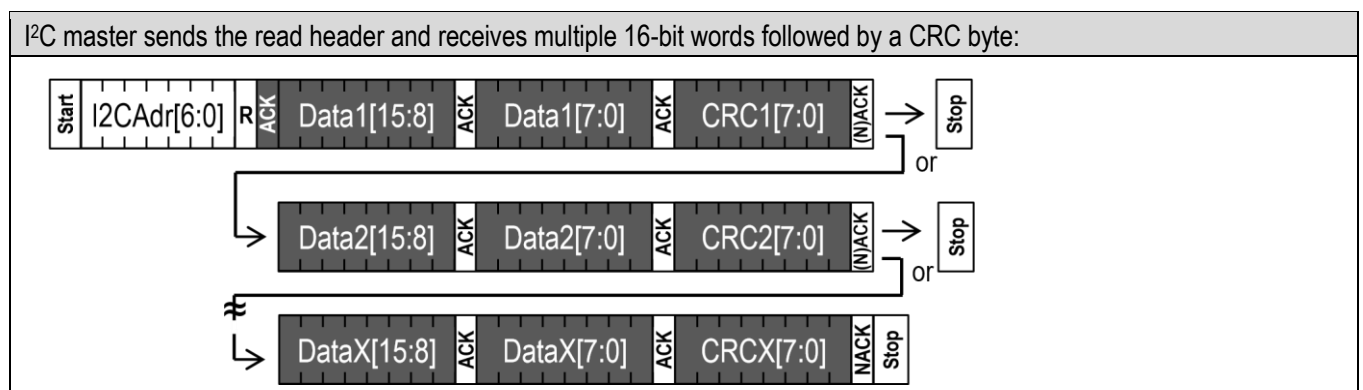 I²C master sends the read header and receives multiple 16-bit words followed by a CRC byte:
Start I2CAdr[6:0] R ACK Data1[15:8] ACK Data1[7:0] ACK CRC1[7:0] (N)ACK Stop
or
Data2[15:8] ACK Data2[7:0] ACK CRC2[7:0] (N)ACK Stop
or
DataX[15:8] ACK DataX[7:0] ACK CRCX[7:0] NACK Stop